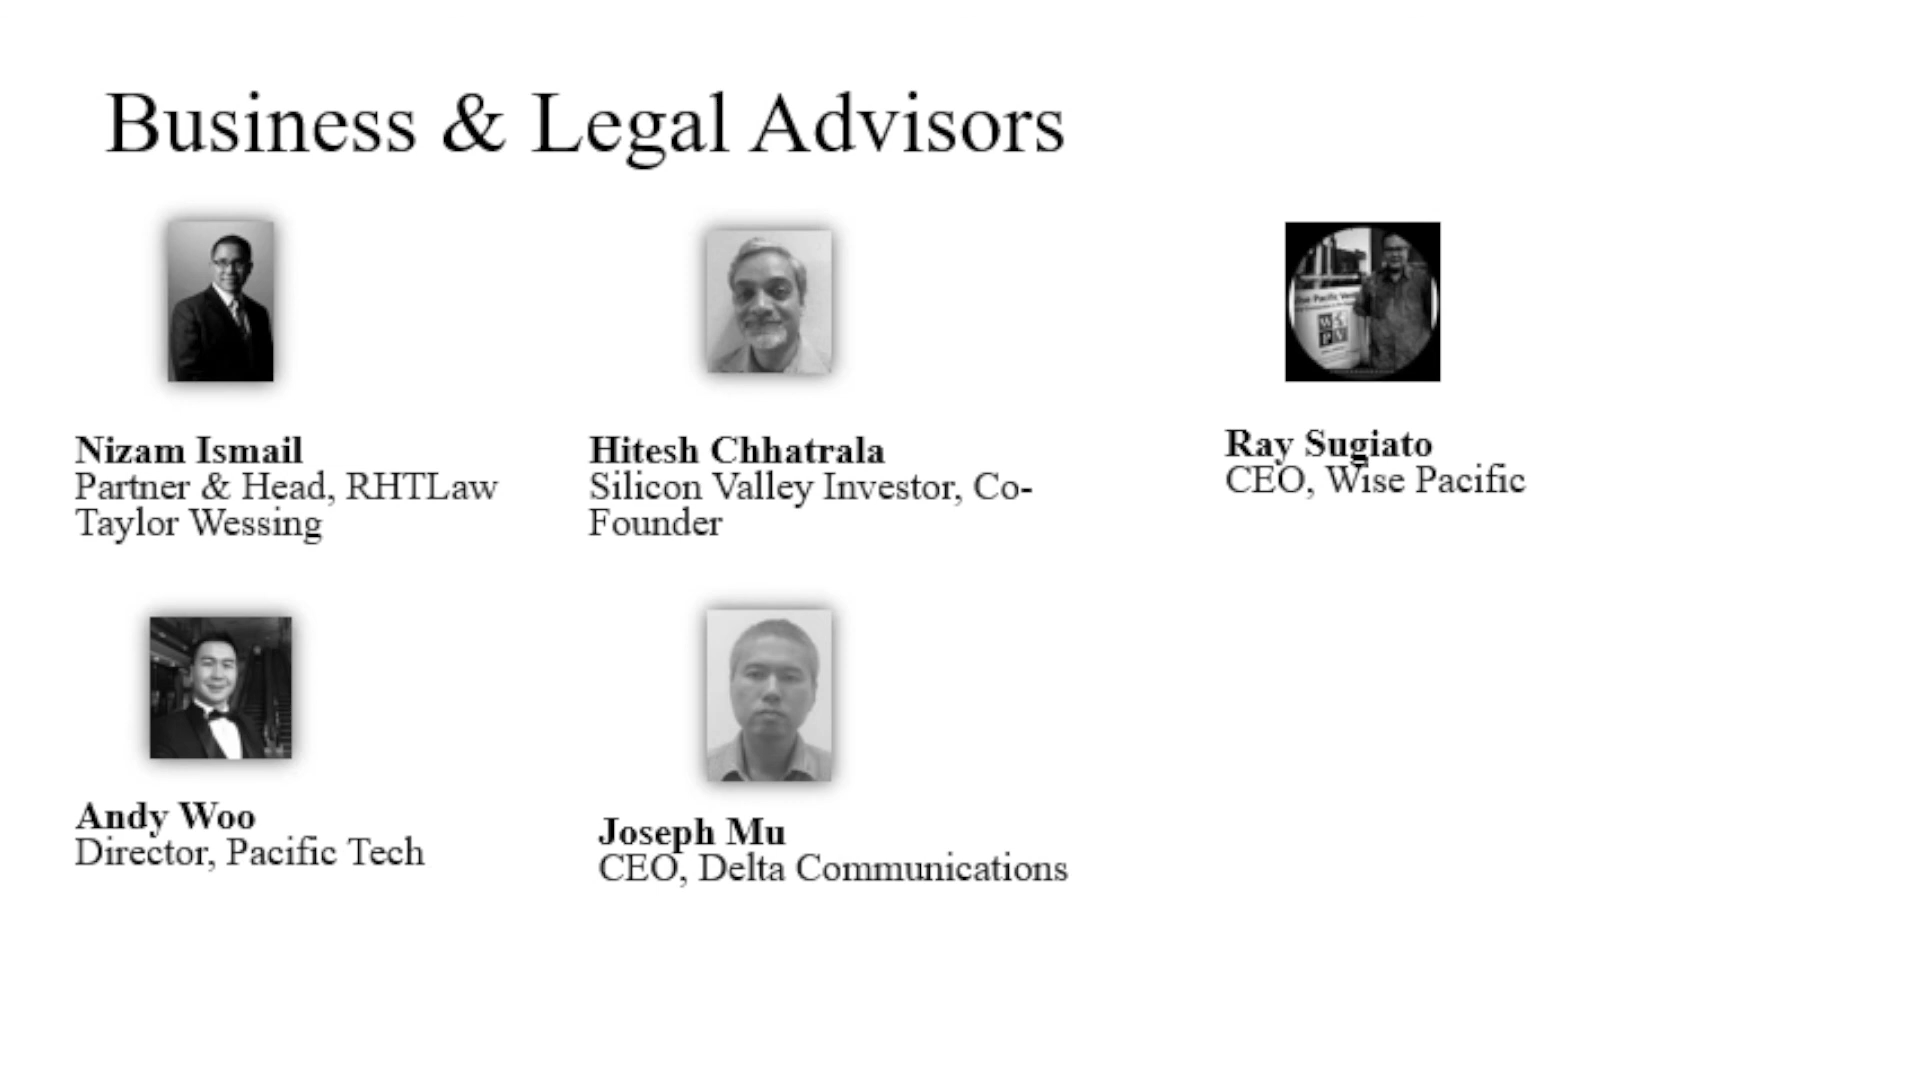 Business & Legal Advisors
Nizam Ismail
Partner & Head, RHTLaw
Taylor Wessing
Hitesh Chhatrala
Silicon Valley Investor, Co-
Founder
W
P V
Ray Sugiato
CEO, Wise Pacific
Andy Woo
Director, Pacific Tech
Joseph Mu
CEO, Delta Communications